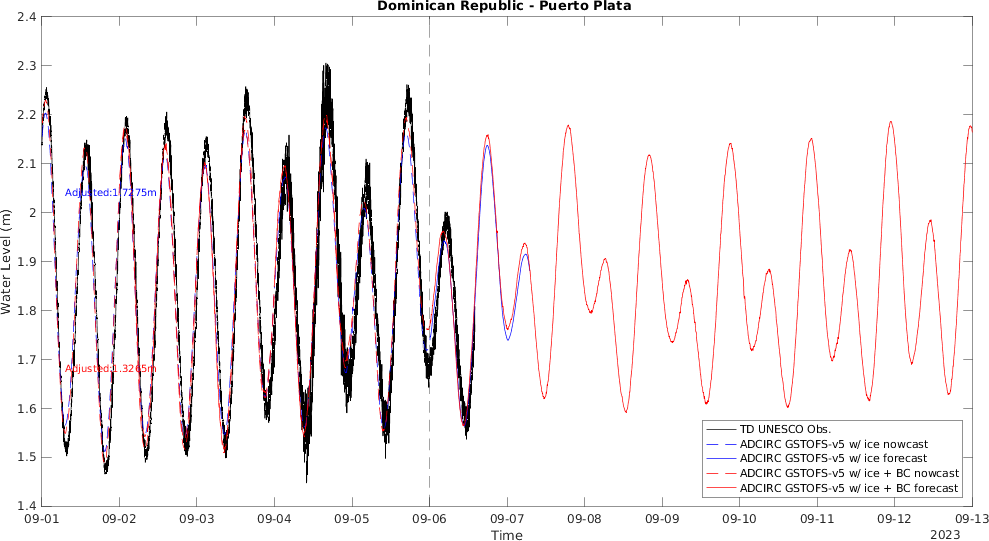 Dominican Republic - Puerto Plata
2.4
2.3
2.2
2.1
2
1.9
1.8
1.7
1.6
1.5
1.4
Water Level (m)
Adjusted:1.7275m
Adjusted:1.3265m
TD UNESCO Obs.
ADCIRC GSTOFS-v5 w/ ice nowcast
ADCIRC GSTOFS-v5 w/ ice forecast
ADCIRC GSTOFS-v5 w/ ice + BC nowcast
ADCIRC GSTOFS-v5 w/ ice + BC forecast
09-01 09-02 09-03 09-04 09-05 09-06 09-07 09-08 09-09 09-10 09-11 09-12 09-13
Time
2023